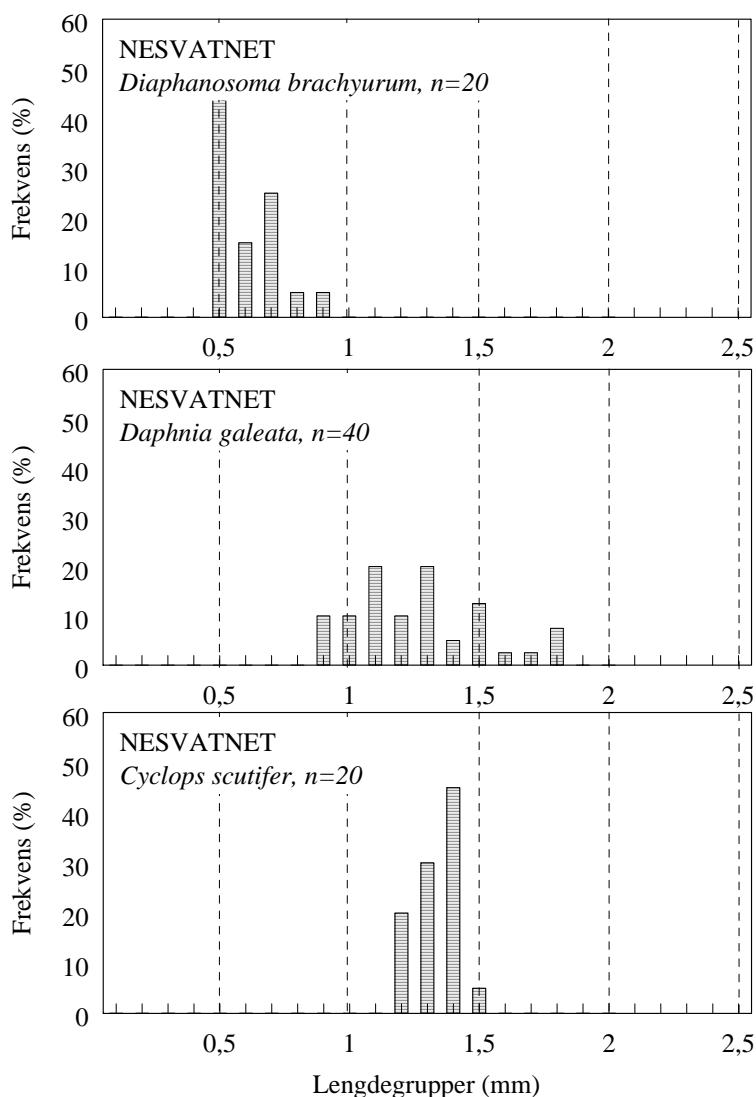 NESVATNET
Diaphanosoma brachyurum, n=20
Frekvens (%)
60
50
40
30
20
10
0
0,5 1 1,5 2 2,5
NESVATNET
Daphnia galeata, n=40
Frekvens (%)
60
50
40
30
20
10
0
0,5 1 1,5 2 2,5
NESVATNET
Cyclops scutifer, n=20
Frekvens (%)
60
50
40
30
20
10
0
0,5 1 1,5 2 2,5
Lengdegrupper (mm)